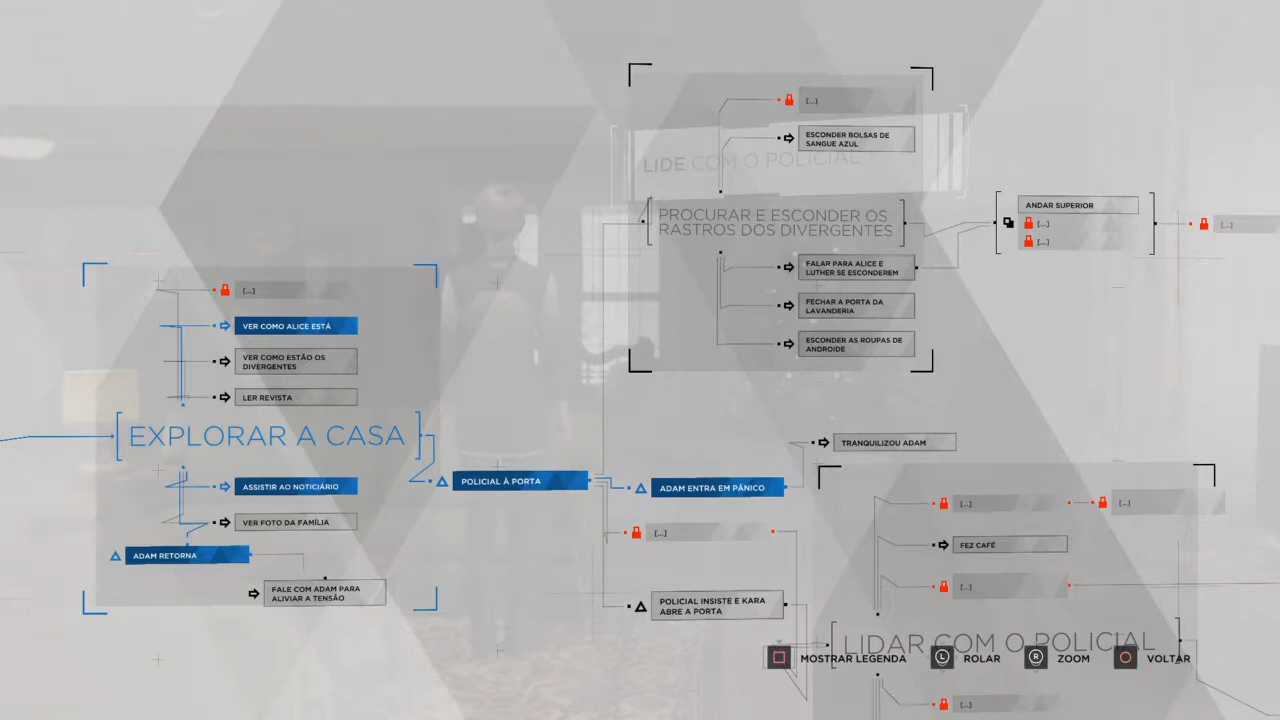 [...]
ESCONDER BOLSAS DE
SANGUE AZUL
LIDE COM O POLICIAL
PROCURAR E ESCONDER OS
RASTROS DOS DIVERGENTES
ANDAR SUPERIOR
[...]
[...]
[...]
FALAR PARA ALICE E
LUTHER SE ESCONDEREM
FECHAR A PORTA DA
LAVANDERIA
ESCONDER AS ROUPAS DE
ANDROIDE
[...]
VER COMO ALICE ESTÁ
VER COMO ESTÃO OS
DIVERGENTES
LER REVISTA
EXPLORAR A CASA
ASSISTIR AO NOTICIÁRIO
VER FOTO DA FAMÍLIA
ADAM RETORNA
FALE COM ADAM PARA
ALIVIAR A TENSÃO
POLICIAL À PORTA
ADAM ENTRA EM PÂNICO
TRANQUILIZOU ADAM
[...]
POLICIAL INSISTE E KARA
ABRE A PORTA
[...]
[...]
FEZ CAFÉ
[...]
LIDAR COM O POLICIAL
MOSTRAR LEGENDA
L ROLAR
R ZOOM
VOLTAR
[...]